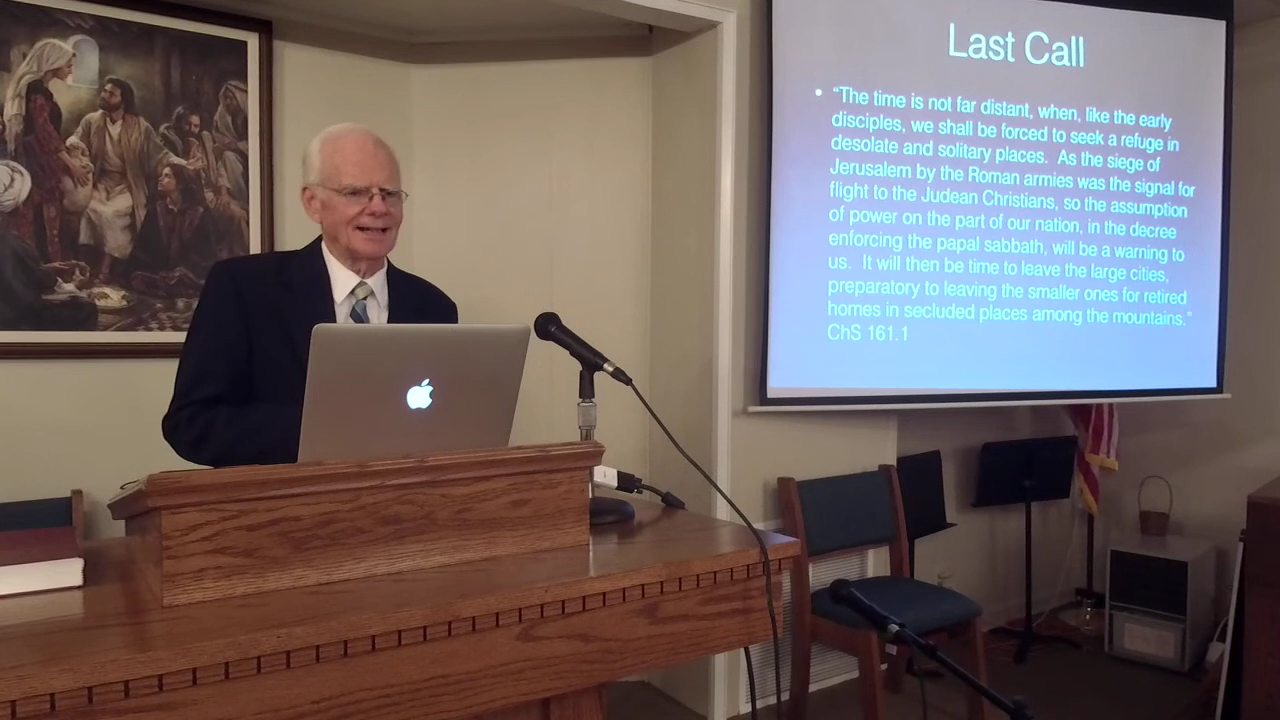 Last Call
• “The time is not far distant, when, like the early
disciples, we shall be forced to seek a refuge in
desolate and solitary places.  As the siege of
Jerusalem by the Roman armies was the signal for
flight to the Judean Christians, so the assumption
of power on the part of our nation, in the decree
enforcing the papal sabbath, will be a warning to
us.  It will then be time to leave the large cities,
preparatory to leaving the smaller ones for retired
homes in secluded places among the mountains.”
ChS 161.1